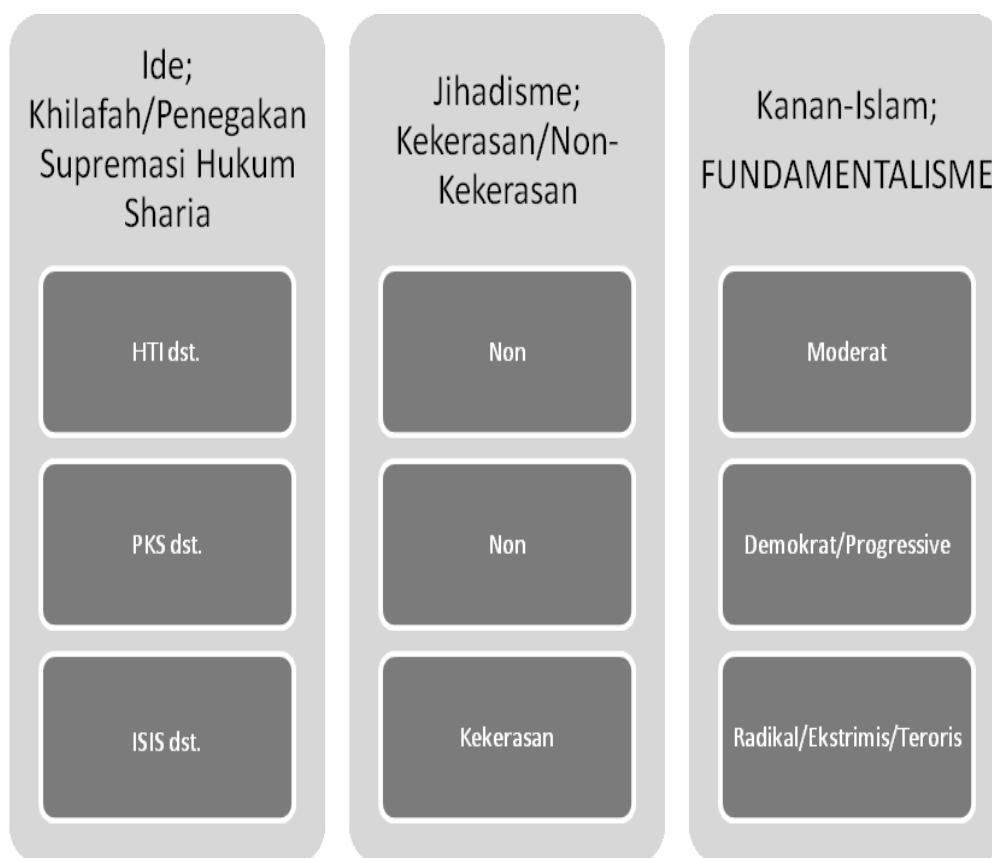 Ide;
Khilafah/Penegakan
Supremasi Hukum
Sharia
HTI dst.
PKS dst.
ISIS dst.
Jihadisme;
Kekerasan/Non-
Kekerasan
Non
Non
Kekerasan
Kanan-Islam;
FUNDAMENTALISME
Moderat
Demokrat/Progressive
Radikal/Ekstrimis/Teroris